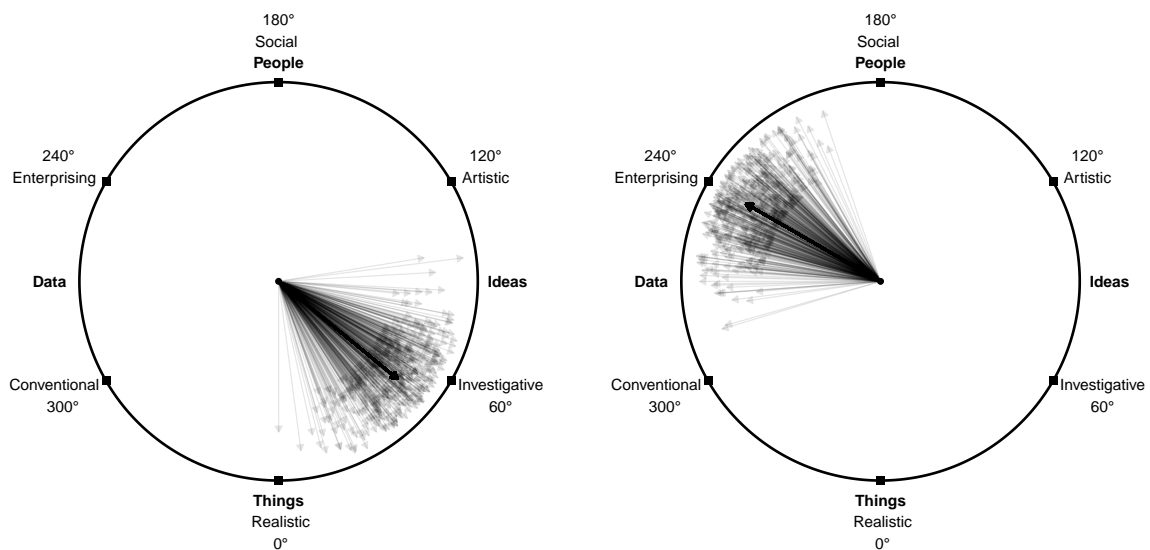 180°
Social
People
240°
Enterprising
120°
Artistic
Data
Ideas
Conventional
300°
Investigative
60°
Things
Realistic
0°
180°
Social
People
240°
Enterprising
120°
Artistic
Data
Ideas
Conventional
300°
Investigative
60°
Things
Realistic
0°